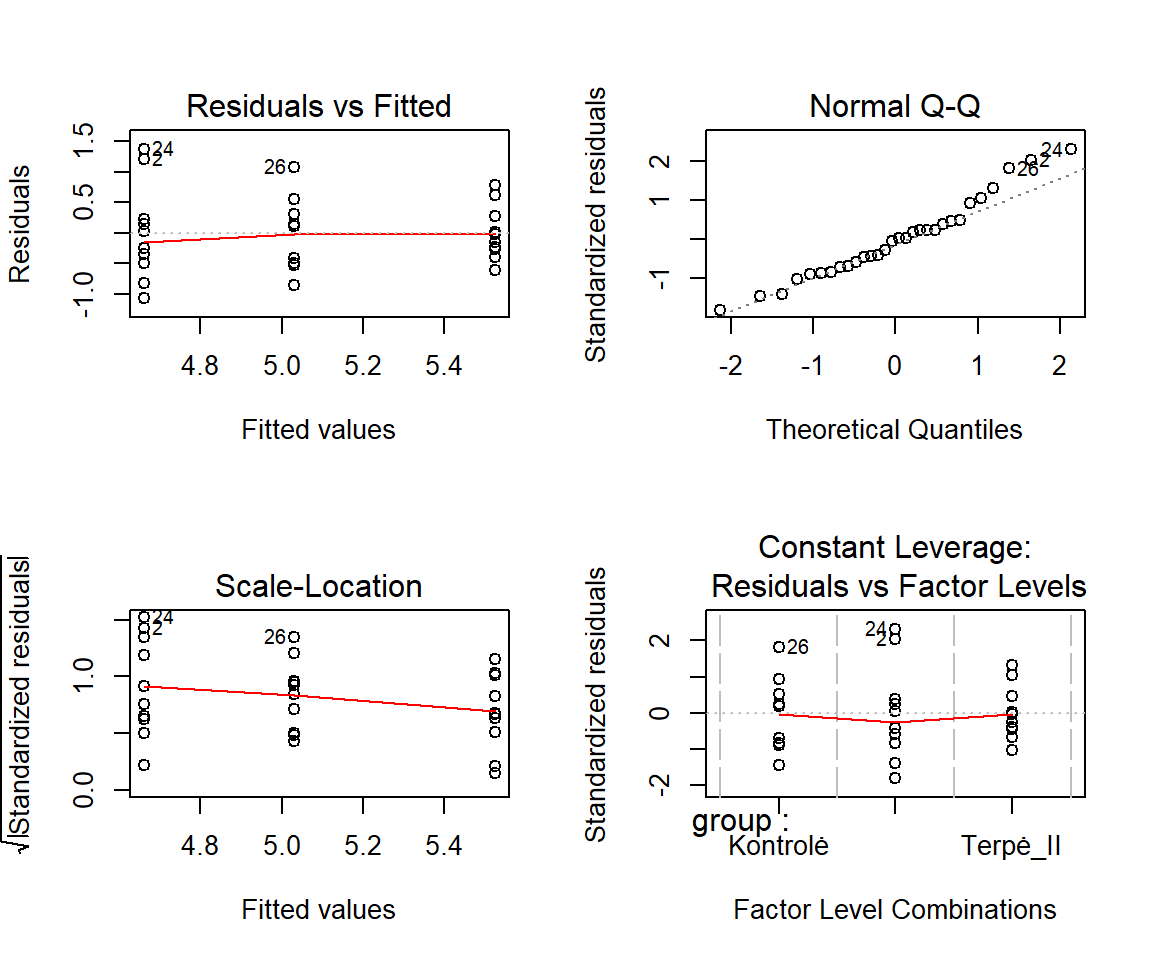 Residuals vs Fitted
Residuals
1.5
0.5
-1.0
24
2
26
4.8 5.0 5.2 5.4
Fitted values
Normal Q-Q
Standardized residuals
2
1
-1
24
2
26
-2 -1 0 1 2
Theoretical Quantiles
Scale-Location
√|Standardized residuals|
1.0
0.0
24
2
26
4.8 5.0 5.2 5.4
Fitted values
Constant Leverage:
Residuals vs Factor Levels
Standardized residuals
2
0
-2
26
24
2
group :
Kontrolė Terpė_II
Factor Level Combinations